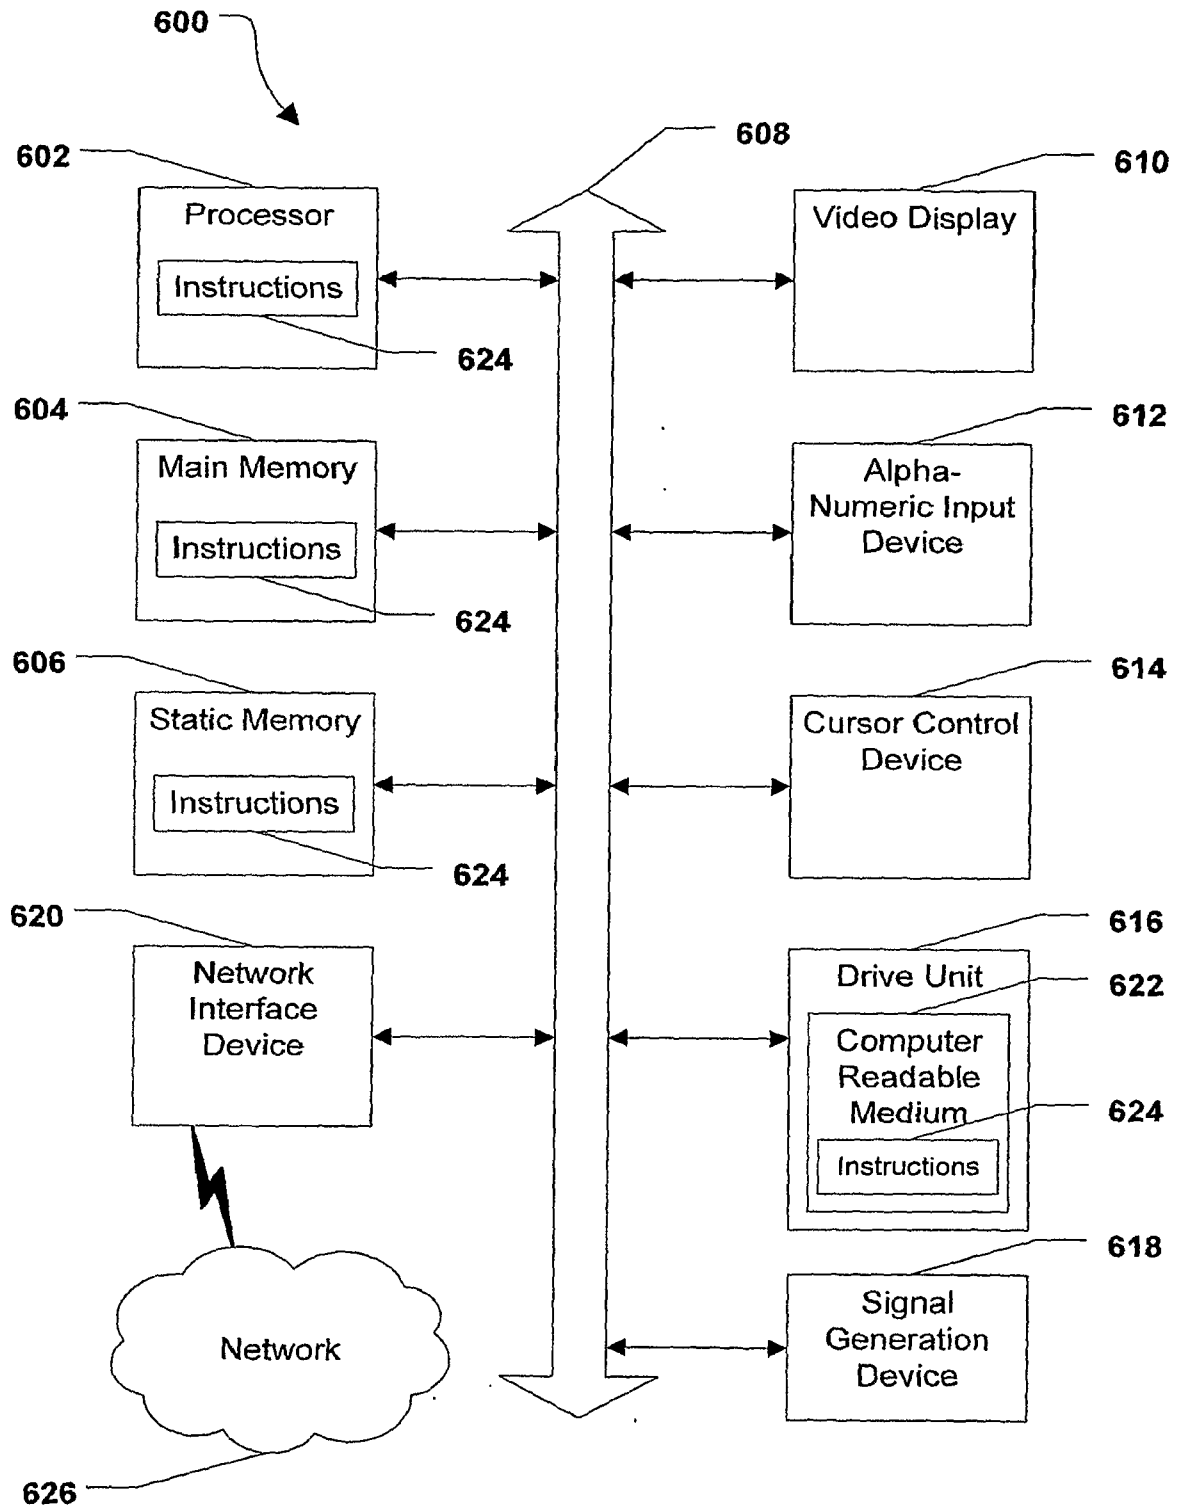 600
608
602
610
Processor
Instructions
624
Video Display
604
612
Main Memory
Instructions
624
Alpha-
Numeric Input
Device
606
614
Static Memory
Instructions
624
Cursor Control
Device
620
616
Network
Interface
Device
Drive Unit
622
Computer
Readable
Medium
624
Instructions
618
Signal
Generation
Device
Network
626